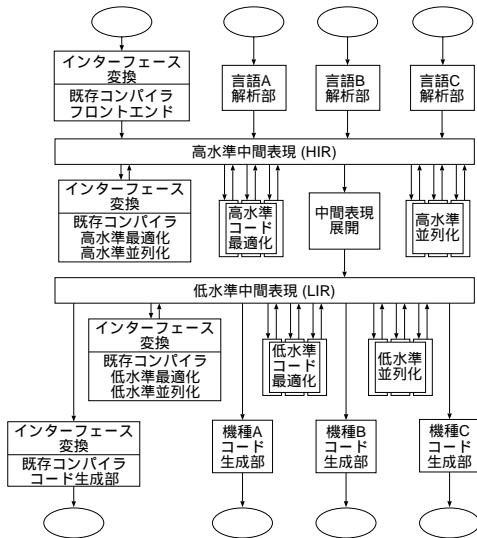 インターフェース
変換
既存コンパイラ
フロントエンド
言語A
解析部
言語B
解析部
言語C
解析部
高水準中間表現 (HIR)
インターフェース
変換
既存コンパイラ
高水準最適化
高水準並列化
高水準
コード
最適化
中間表現
展開
高水準
並列化
低水準中間表現 (LIR)
インターフェース
変換
既存コンパイラ
低水準最適化
低水準並列化
低水準
コード
最適化
低水準
並列化
インターフェース
変換
既存コンパイラ
コード生成部
機種A
コード
生成部
機種B
コード
生成部
機種C
コード
生成部